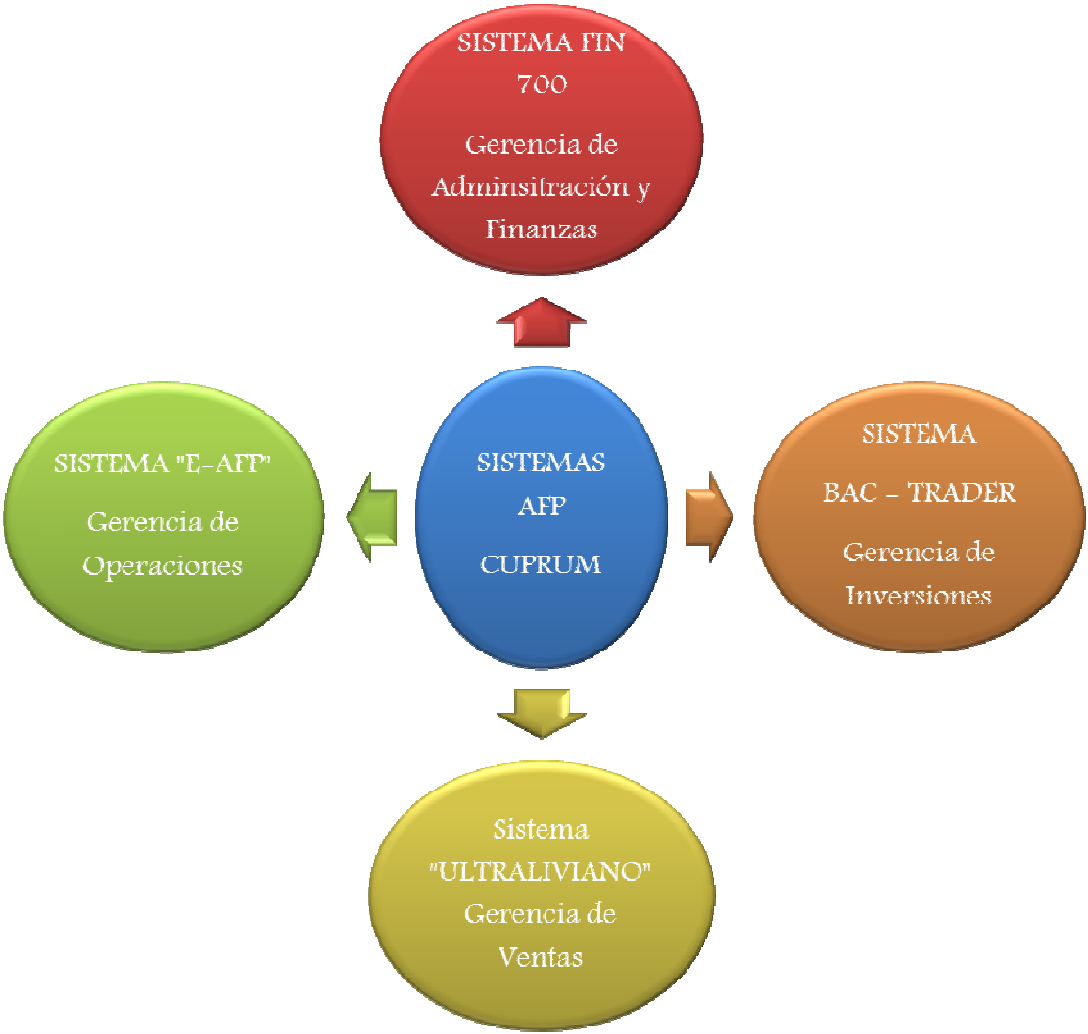 SISTEMA FIN
700
Gerencia de
Adminsitración y
Finanzas
SISTEMA "E-AFP"
Gerencia de
Operaciones
SISTEMAS
AFP
CUPRUM
SISTEMA
BAC - TRADER
Gerencia de
Inversiones
Sistema
"ULTRALIVIANO"
Gerencia de
Ventas